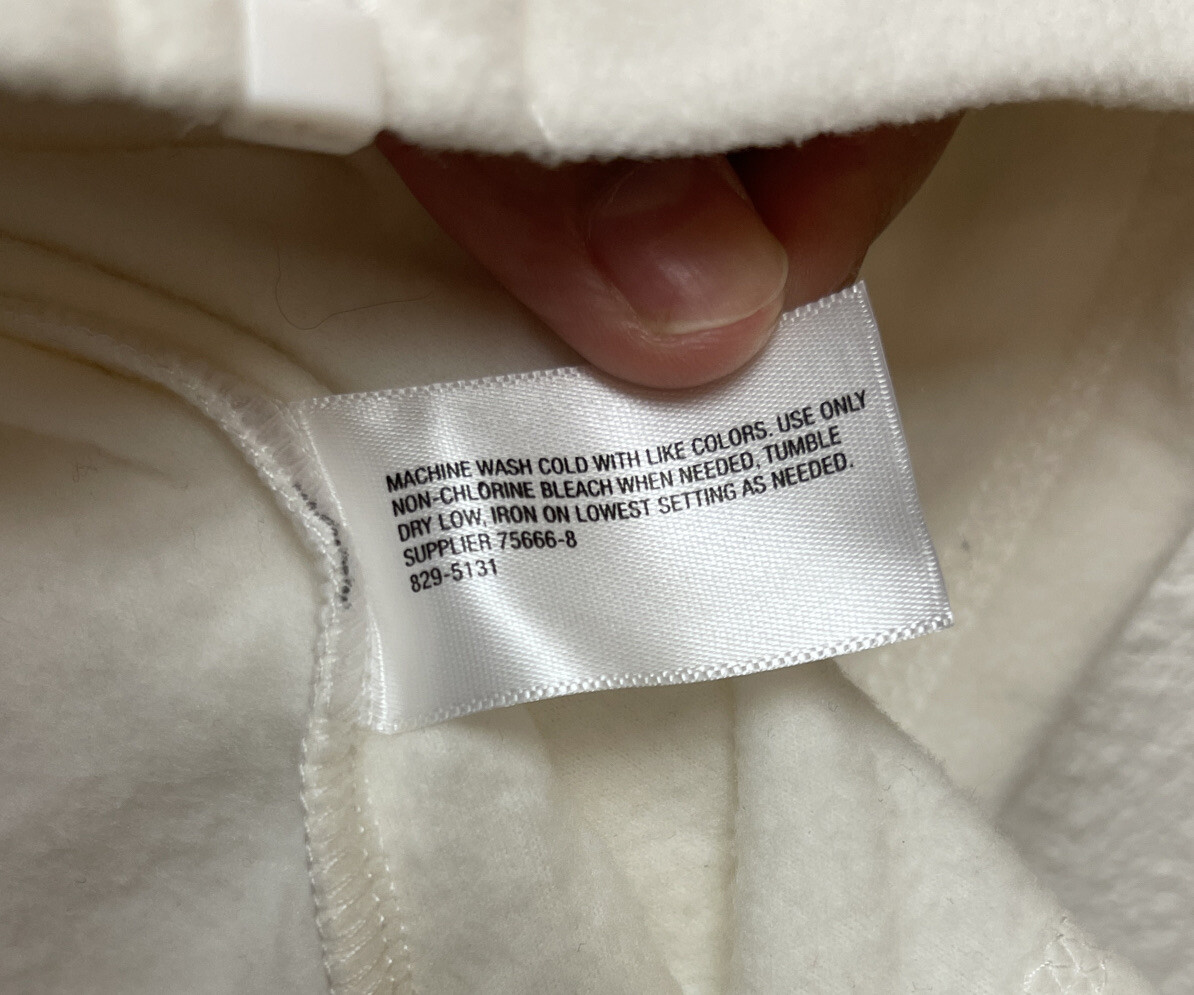 MACHINE WASH COLD WITH LIKE COLORS. USE ONLY
NON-CHLORINE BLEACH WHEN NEEDED, TUMBLE
DRY LOW, IRON ON LOWEST SETTING AS NEEDED.
SUPPLIER 75666-8
829-5131